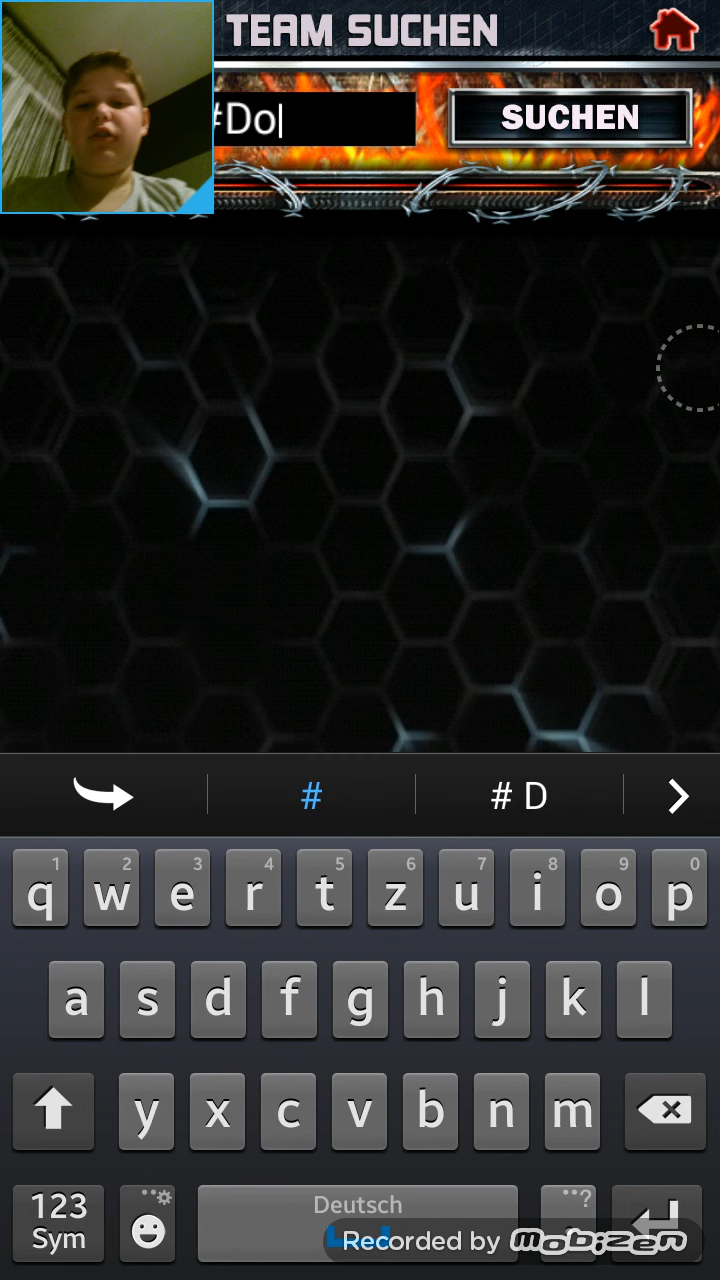 TEAM SUCHEN
#Do
SUCHEN
#
# D
1 2 3 4 5 6 7 8 9 0
q w e r t z u i o p
a s d f g h j k l
y x c v b n m
123
Sym
Deutsch
?
Recorded by mobizen